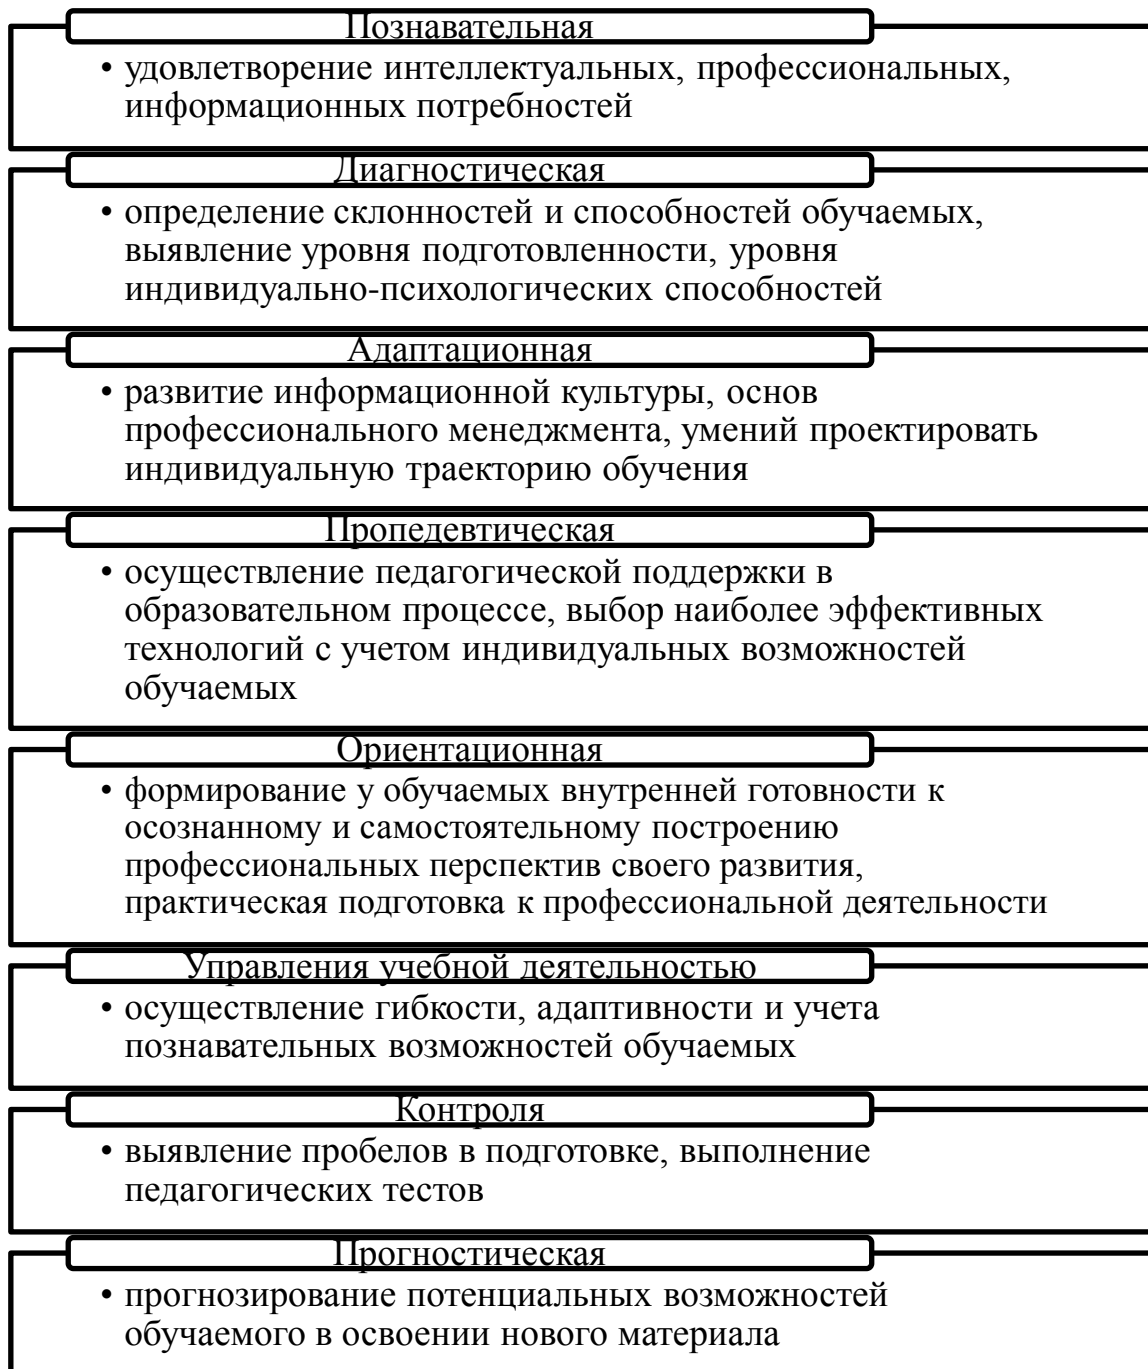 Познавательная
• удовлетворение интеллектуальных, профессиональных,
информационных потребностей
Диагностическая
• определение склонностей и способностей обучаемых,
выявление уровня подготовленности, уровня
индивидуально-психологических способностей
Адаптационная
• развитие информационной культуры, основ
профессионального менеджмента, умений проектировать
индивидуальную траекторию обучения
Пропедевтическая
• осуществление педагогической поддержки в
образовательном процессе, выбор наиболее эффективных
технологий с учетом индивидуальных возможностей
обучаемых
Ориентационная
• формирование у обучаемых внутренней готовности к
осознанному и самостоятельному построению
профессиональных перспектив своего развития,
практическая подготовка к профессиональной деятельности
Управления учебной деятельностью
• осуществление гибкости, адаптивности и учета
познавательных возможностей обучаемых
Контроля
• выявление пробелов в подготовке, выполнение
педагогических тестов
Прогностическая
• прогнозирование потенциальных возможностей
обучаемого в освоении нового материала